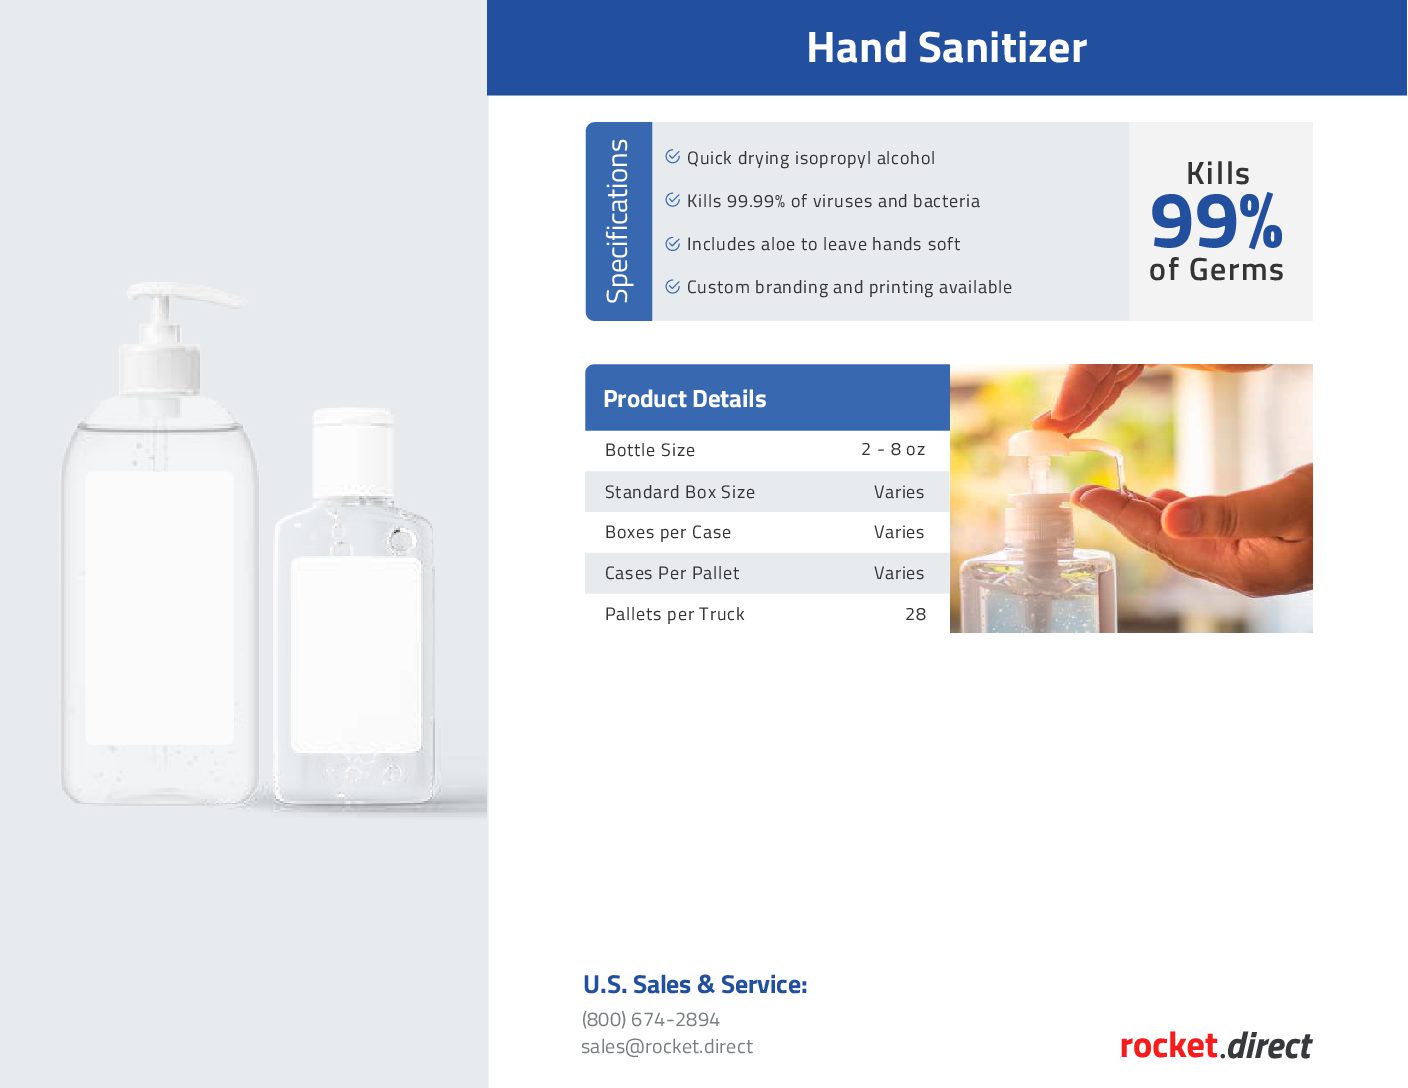 Hand Sanitizer
Specifications
Quick drying isopropyl alcohol
Kills 99.99% of viruses and bacteria
Includes aloe to leave hands soft
Custom branding and printing available
Kills
99%
of Germs
Product Details
Bottle Size 2 - 8 oz
Standard Box Size Varies
Boxes per Case Varies
Cases Per Pallet Varies
Pallets per Truck 28
U.S. Sales & Service:
(800) 674-2894
sales@rocket.direct
rocket.direct